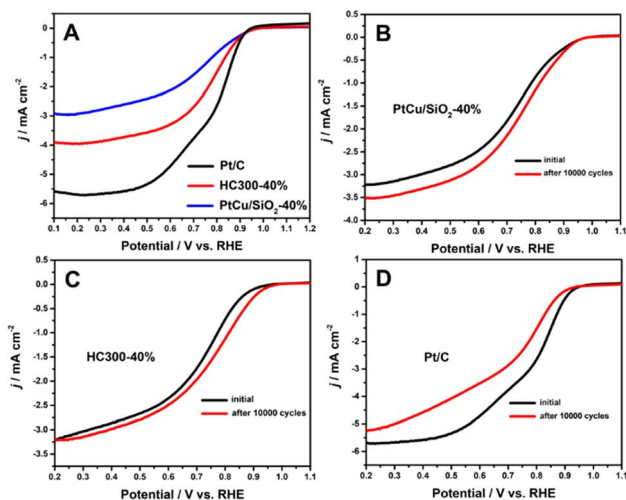 A
j / mA cm-2
0
-1
-2
-3
-4
-5
-6
Pt/C
HC300-40%
PtCu/SiO2-40%
0.1 0.2 0.3 0.4 0.5 0.6 0.7 0.8 0.9 1.0 1.1 1.2
Potential / V vs. RHE
B
j / mA cm-2
0.0
-0.5
-1.0
-1.5
-2.0
-2.5
-3.0
-3.5
PtCu/SiO2-40%
initial
after 10000 cycles
0.2 0.3 0.4 0.5 0.6 0.7 0.8 0.9 1.0 1.1
Potential / V vs. RHE
C
j / mA cm-2
0.0
-0.5
-1.0
-1.5
-2.0
-2.5
-3.0
-3.5
HC300-40%
initial
after 10000 cycles
0.2 0.3 0.4 0.5 0.6 0.7 0.8 0.9 1.0 1.1
Potential / V vs. RHE
D
j / mA cm-2
1
0
-1
-2
-3
-4
-5
-6
Pt/C
initial
after 10000 cycles
0.2 0.3 0.4 0.5 0.6 0.7 0.8 0.9 1.0 1.1
Potential / V vs. RHE